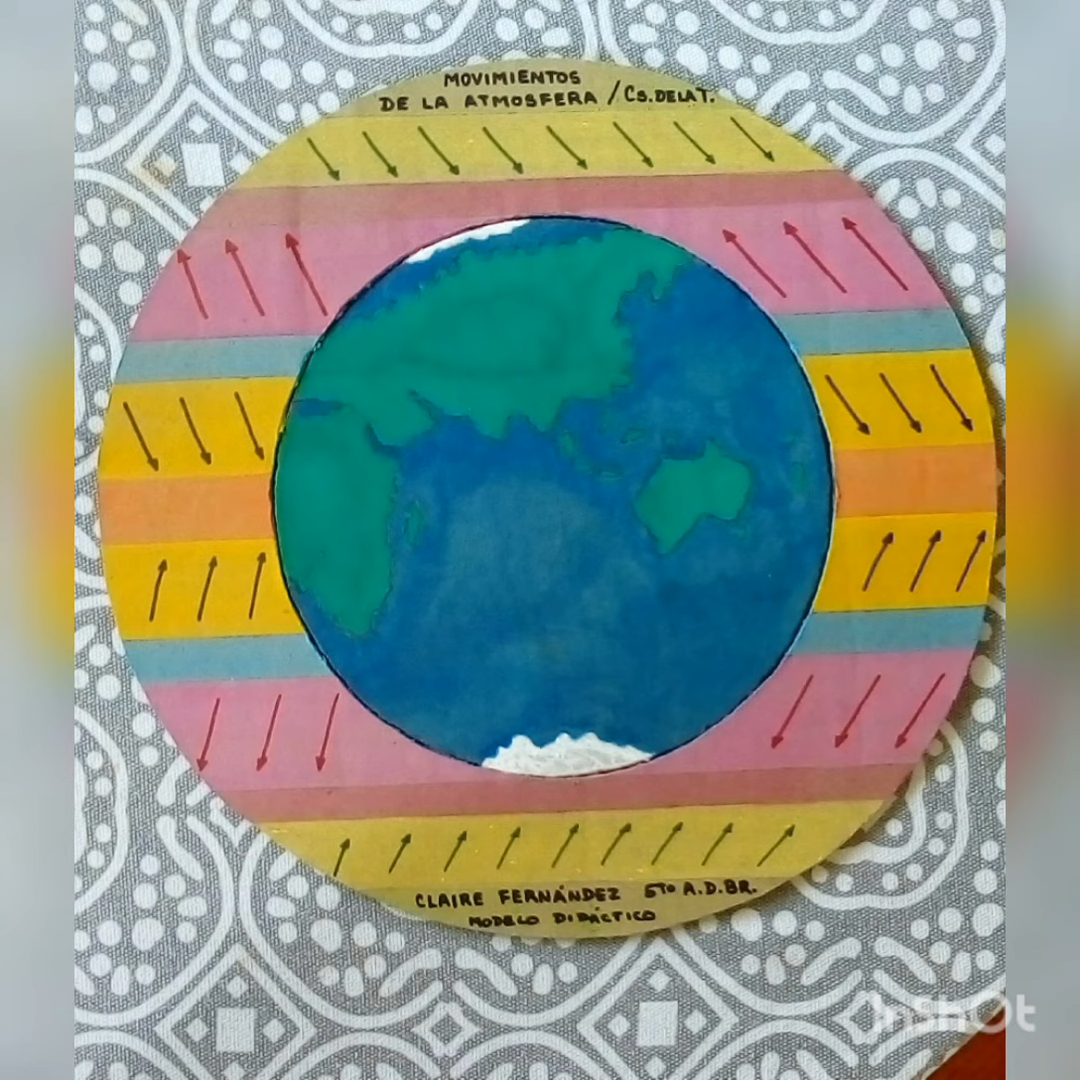 MOVIMIENTOS
DE LA ATMOSFERA / CS. DE LA T.
CLAIRE FERNÁNDEZ 5TO A.D.BR.
MODELO DIDÁCTICO
InShOt